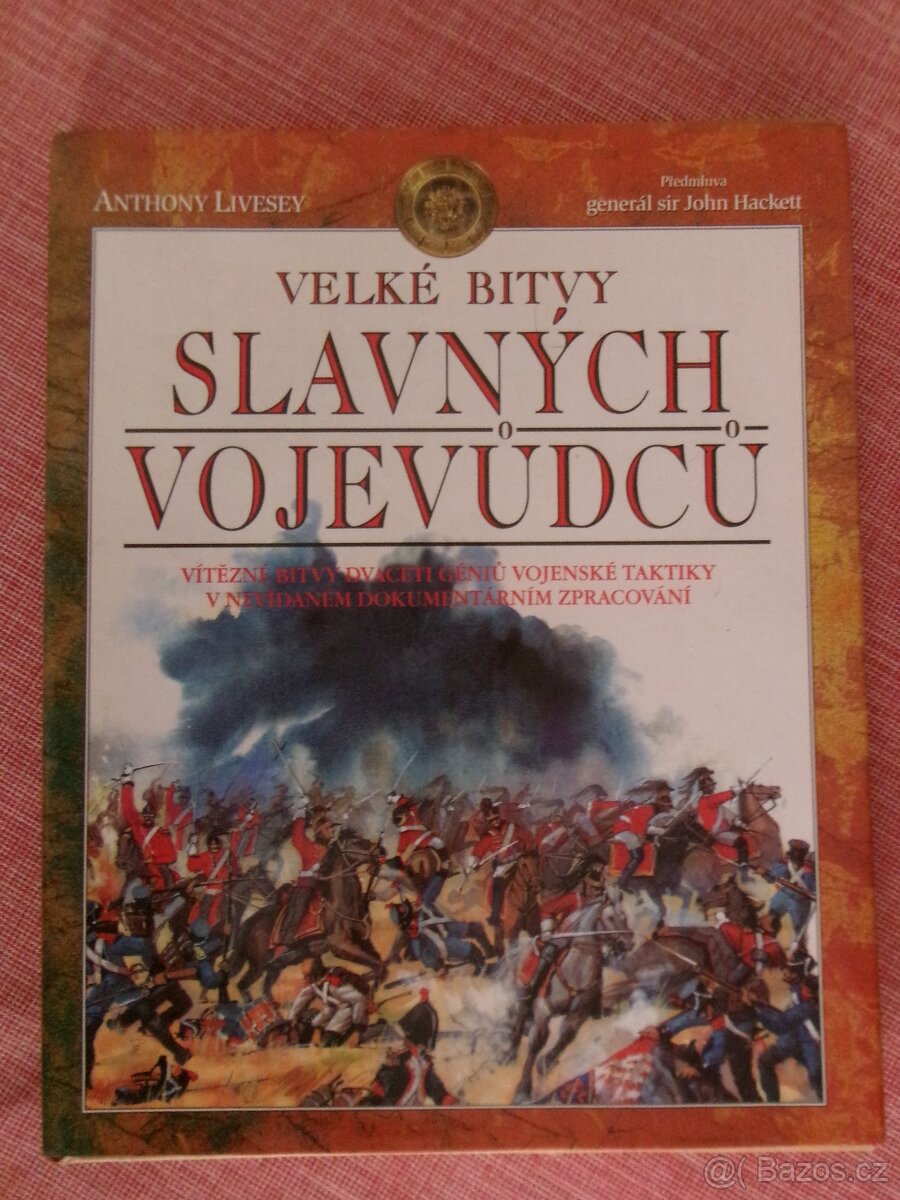 ANTHONY LIVESEY
Předmluva
generál sir John Hackett
VELKÉ BITVY
SLAVNÝCH
VOJEVŮDCŮ
VÍTĚZNÉ BITVY DVACETI GÉNIŮ VOJENSKÉ TAKTIKY
V NEVÍDANÉM DOKUMENTÁRNÍM ZPRACOVÁNÍ
@( Bazos.cz